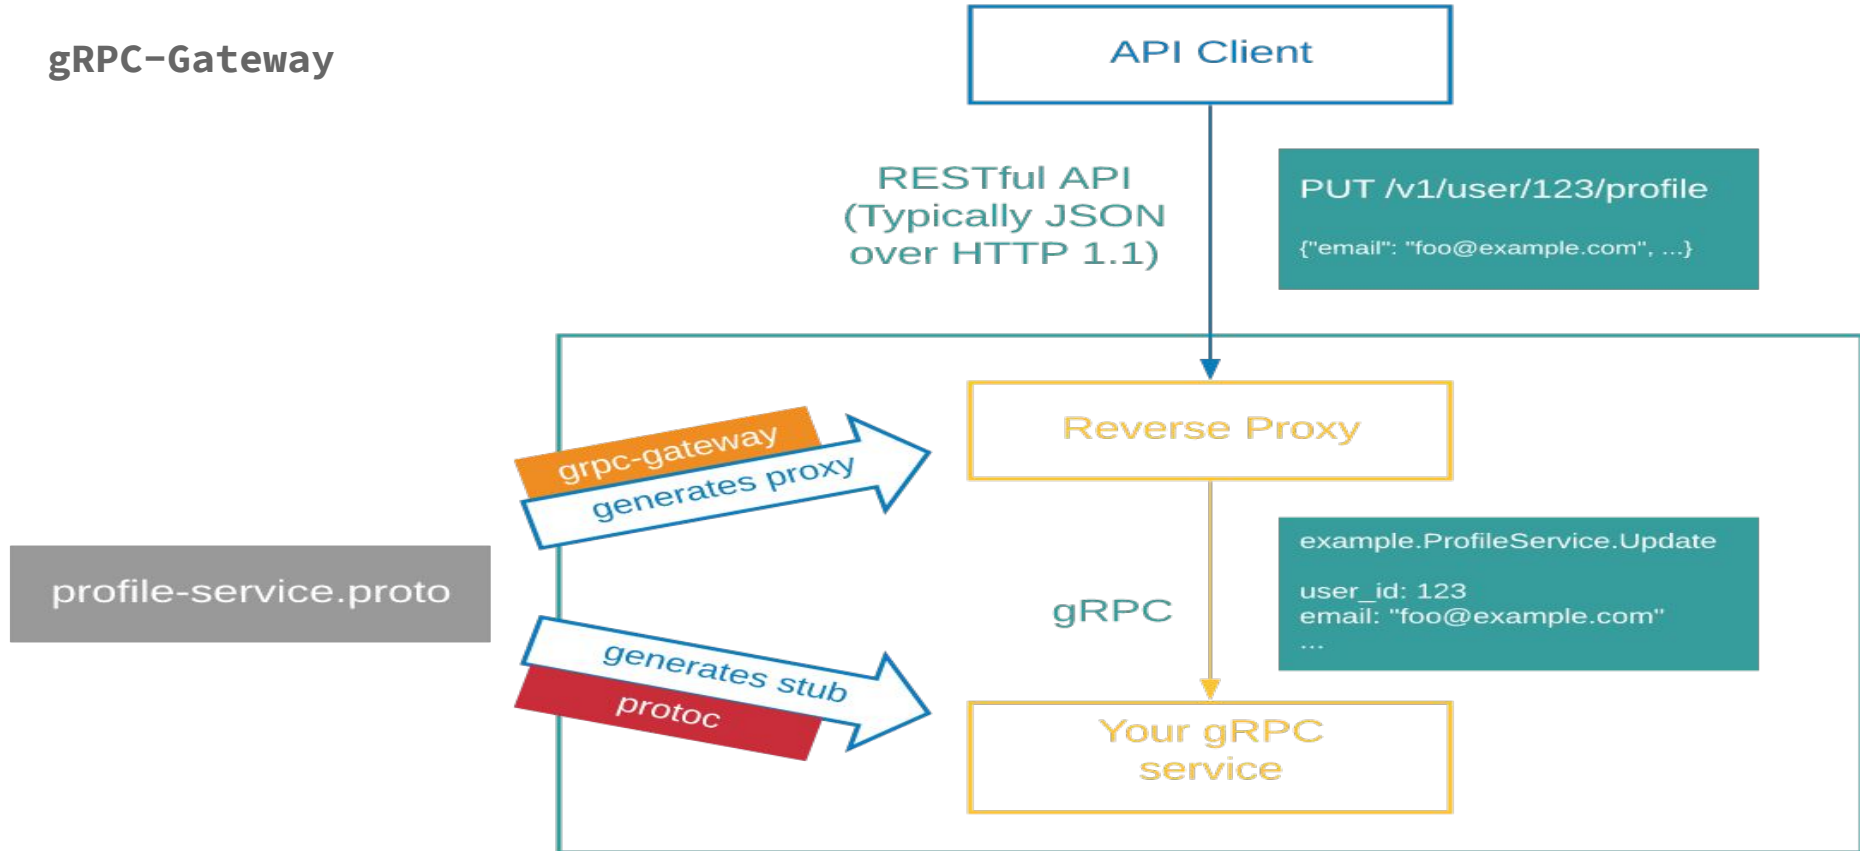 gRPC-Gateway
API Client
RESTful API
(Typically JSON
over HTTP 1.1)
PUT /v1/user/123/profile
{"email": "foo@example.com", ...}
Reverse Proxy
grpc-gateway
generates proxy
profile-service.proto
generates stub
protoc
gRPC
example.ProfileService.Update
user_id: 123
email: "foo@example.com"
...
Your gRPC
service